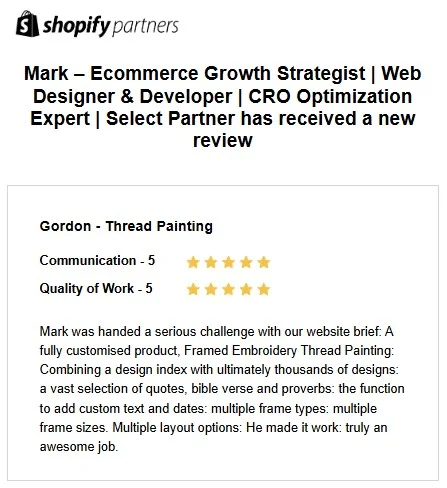 shopify partners
Mark – Ecommerce Growth Strategist | Web
Designer & Developer | CRO Optimization
Expert | Select Partner has received a new
review
Gordon - Thread Painting
Communication - 5
Quality of Work - 5
Mark was handed a serious challenge with our website brief: A
fully customised product, Framed Embroidery Thread Painting:
Combining a design index with ultimately thousands of designs:
a vast selection of quotes, bible verse and proverbs: the function
to add custom text and dates: multiple frame types: multiple
frame sizes. Multiple layout options: He made it work: truly an
awesome job.